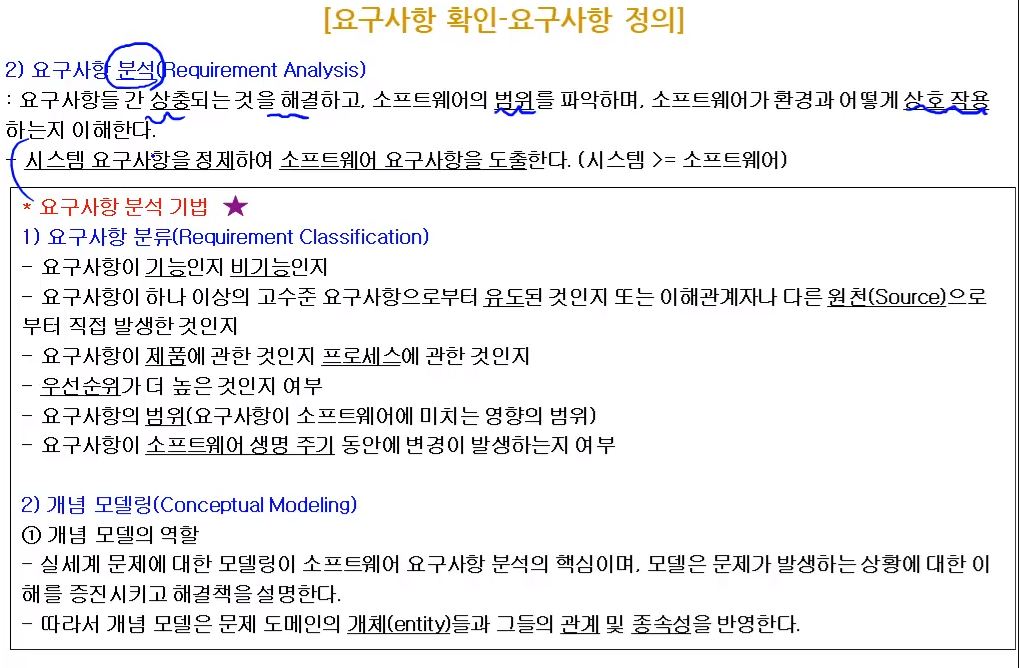 [요구사항 확인-요구사항 정의]
2) 요구사항 분석(Requirement Analysis)
: 요구사항들 간 상충되는 것을 해결하고, 소프트웨어의 범위를 파악하며, 소프트웨어가 환경과 어떻게 상호 작용
하는지 이해한다.
- 시스템 요구사항을 정제하여 소프트웨어 요구사항을 도출한다. (시스템 >= 소프트웨어)
* 요구사항 분석 기법 ★
1) 요구사항 분류(Requirement Classification)
- 요구사항이 기능인지 비기능인지
- 요구사항이 하나 이상의 고수준 요구사항으로부터 유도된 것인지 또는 이해관계자나 다른 원천(Source)으로
부터 직접 발생한 것인지
- 요구사항이 제품에 관한 것인지 프로세스에 관한 것인지
- 우선순위가 더 높은 것인지 여부
- 요구사항의 범위(요구사항이 소프트웨어에 미치는 영향의 범위)
- 요구사항이 소프트웨어 생명 주기 동안에 변경이 발생하는지 여부
2) 개념 모델링(Conceptual Modeling)
① 개념 모델의 역할
- 실세계 문제에 대한 모델링이 소프트웨어 요구사항 분석의 핵심이며, 모델은 문제가 발생하는 상황에 대한 이
해를 증진시키고 해결책을 설명한다.
- 따라서 개념 모델은 문제 도메인의 개체(entity)들과 그들의 관계 및 종속성을 반영한다.